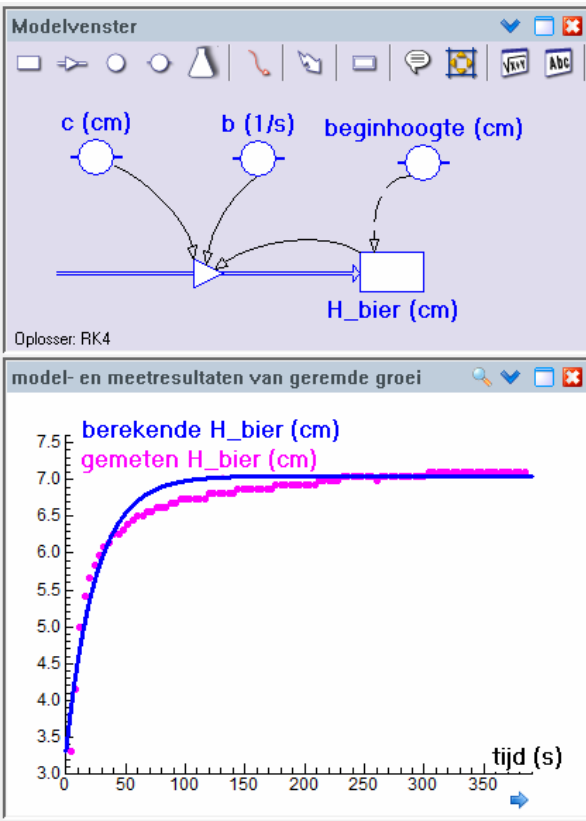 Modelvenster
√x+y Abc
c (cm) b (1/s) beginhoogte (cm)
H_bier (cm)
Oplosser: RK4
model- en meetresultaten van geremde groei
berekende H_bier (cm)
gemeten H_bier (cm)
7.5
7.0
6.5
6.0
5.5
5.0
4.5
4.0
3.5
3.0
tijd (s)
0 50 100 150 200 250 300 350